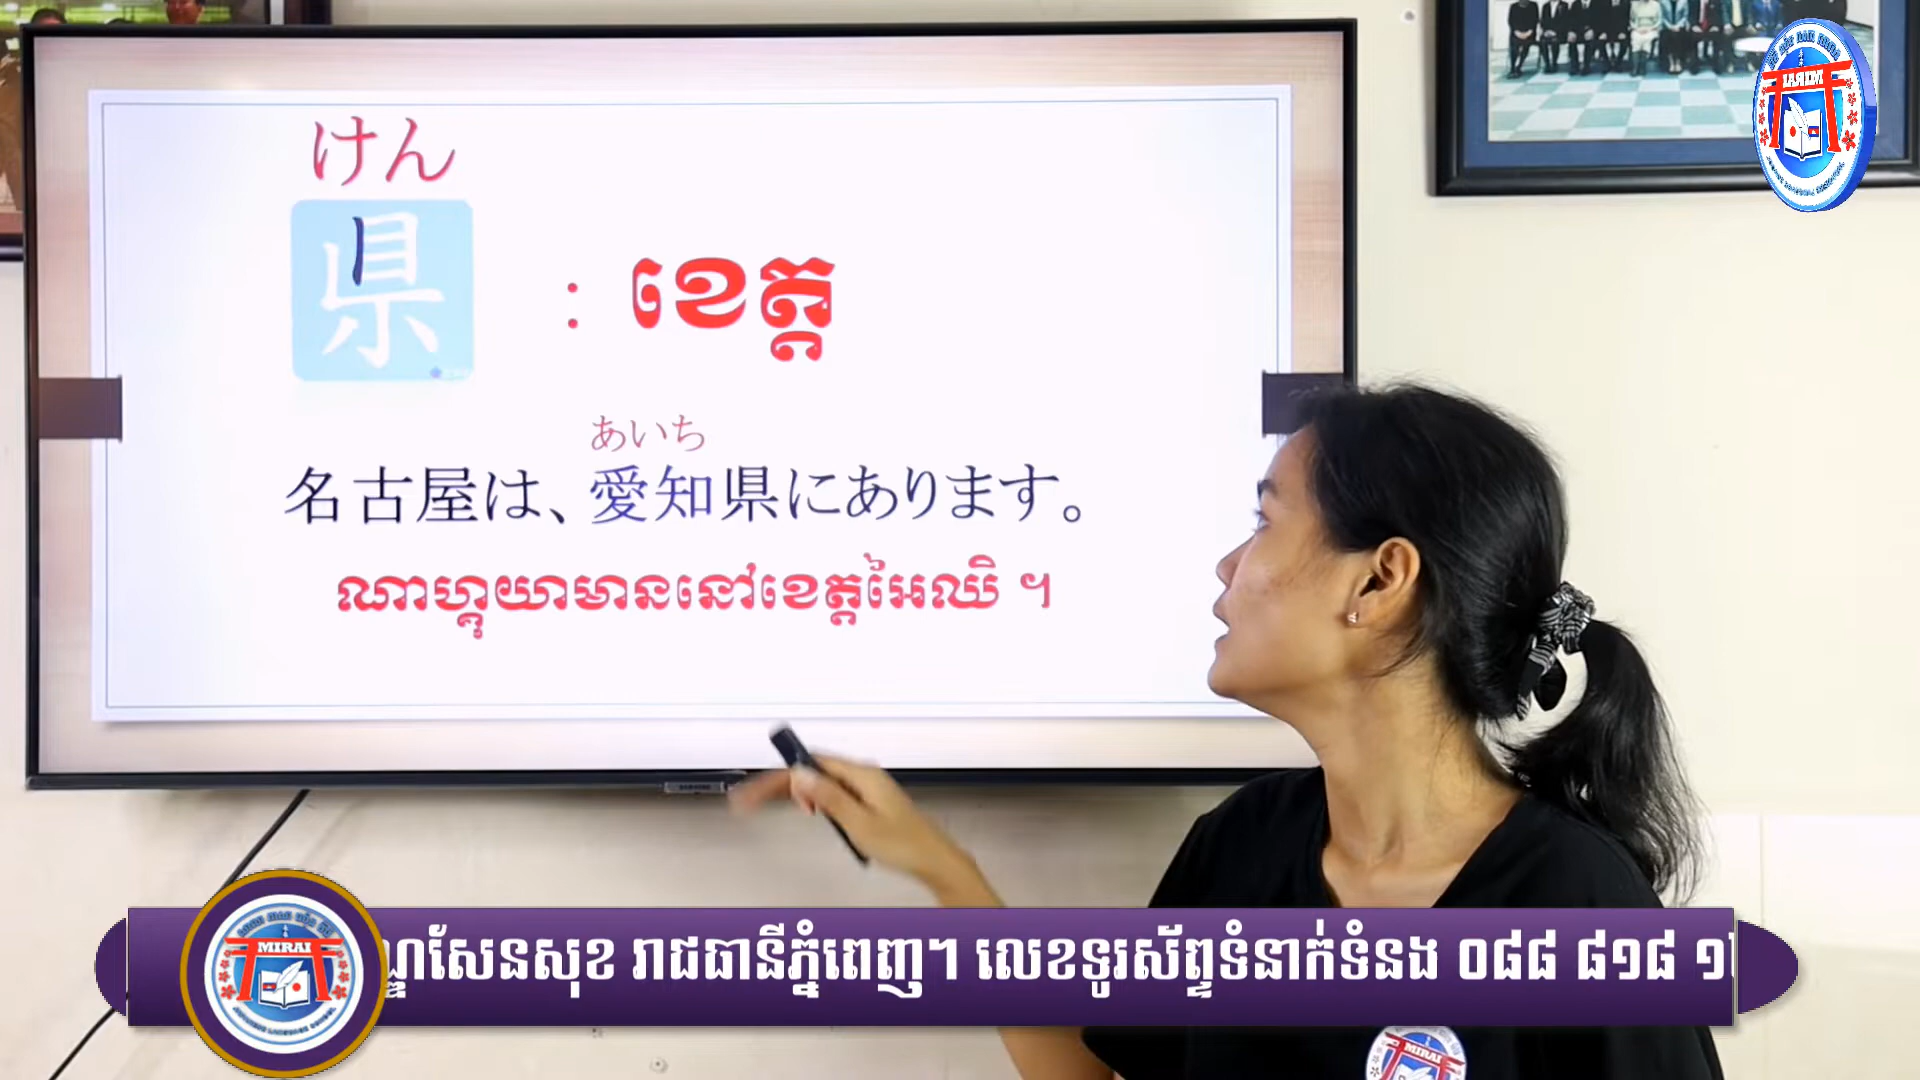 けん
県 : ខេត្ត
あいち
名古屋は、愛知県にあります。
ណាហ្គុយាមាននៅខេត្តអៃឈិ ។
MIRAI
សែនសុខ រាជធានីភ្នំពេញ។ លេខទូរស័ព្ទទំនាក់ទំនង ០៨៨ ៨១៨ ១
MIRAI
MIRAI